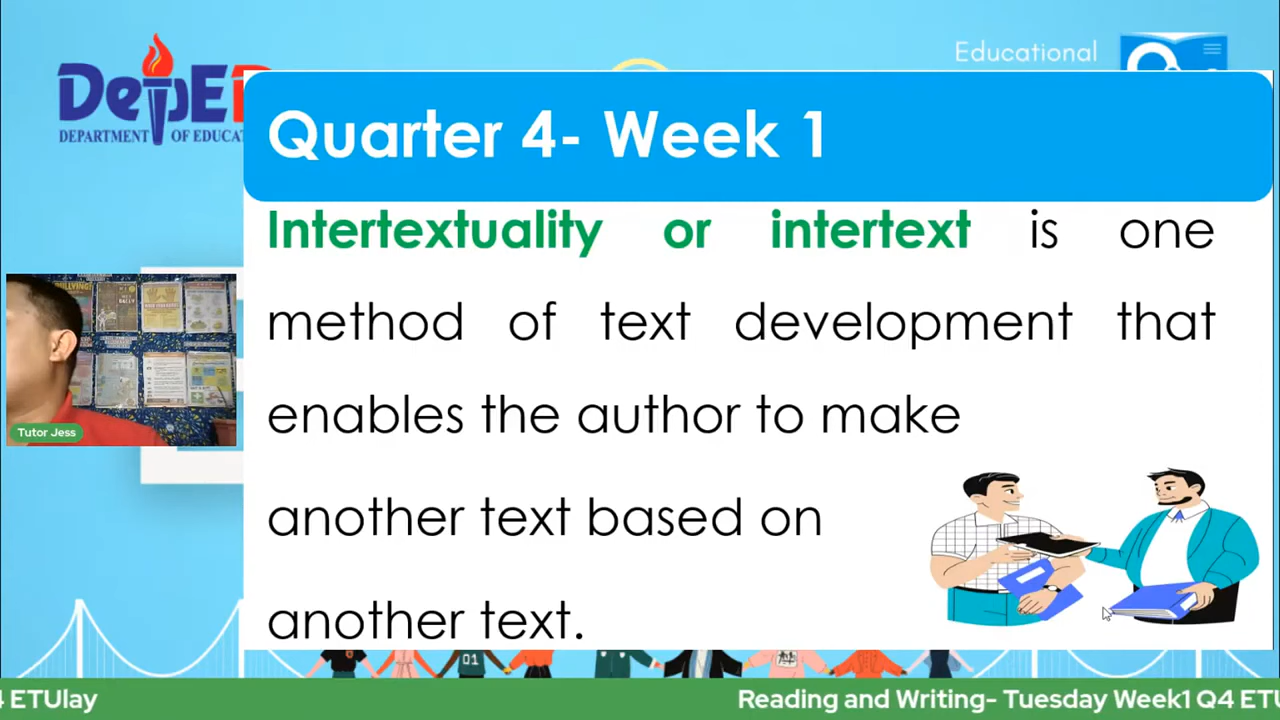 Educational
DepED
DEPARTMENT OF EDUCAT
Quarter 4- Week 1
Intertextuality or intertext is one
method of text development that
enables the author to make
another text based on
another text.
BULLYING!
Tutor Jess
01
4 ETUlay
Reading and Writing- Tuesday Week1 Q4 ETU